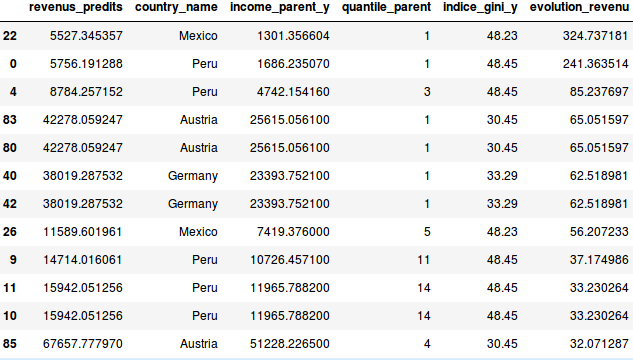 revenus_predits country_name income_parent_y quantile_parent indice_gini_y evolution_revenu
22 5527.345357 Mexico 1301.356604 1 48.23 324.737181
0 5756.191288 Peru 1686.235070 1 48.45 241.363514
4 8784.257152 Peru 4742.154160 3 48.45 85.237697
83 42278.059247 Austria 25615.056100 1 30.45 65.051597
80 42278.059247 Austria 25615.056100 1 30.45 65.051597
40 38019.287532 Germany 23393.752100 1 33.29 62.518981
42 38019.287532 Germany 23393.752100 1 33.29 62.518981
26 11589.601961 Mexico 7419.376000 5 48.23 56.207233
9 14714.016061 Peru 10726.457100 11 48.45 37.174986
11 15942.051256 Peru 11965.788200 14 48.45 33.230264
10 15942.051256 Peru 11965.788200 14 48.45 33.230264
85 67657.777970 Austria 51228.226500 4 30.45 32.071287